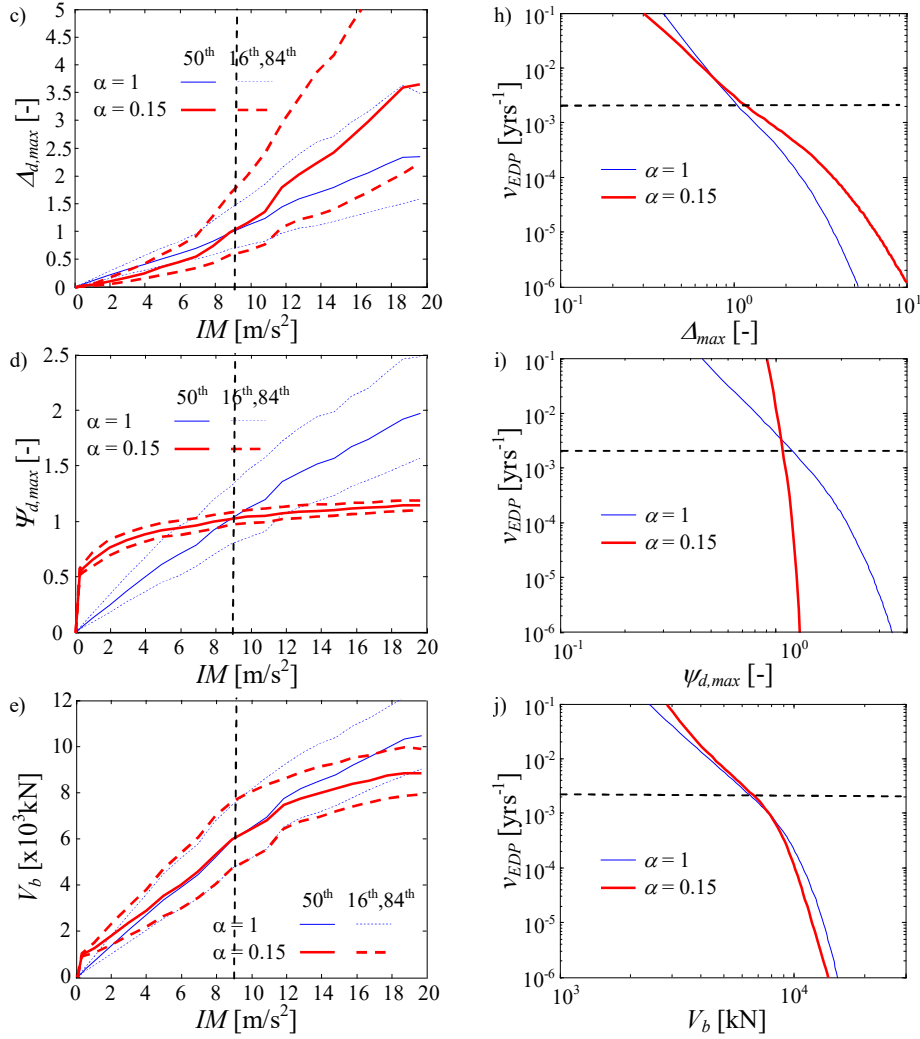 c)
5
4.5
4
3.5
3
2.5
2
1.5
1
0.5
0
Δd,max [-]
50th 16th,84th
α = 1
α = 0.15
0 2 4 6 8 10 12 14 16 18 20
IM [m/s2]
h)
10-1
10-2
10-3
10-4
10-5
10-6
νEDP [yrs-1]
α = 1
α = 0.15
10-1 100 101
Δmax [-]
d)
2.5
2
1.5
1
0.5
0
Ψd,max [-]
50th 16th,84th
α = 1
α = 0.15
0 2 4 6 8 10 12 14 16 18 20
IM [m/s2]
i)
10-1
10-2
10-3
10-4
10-5
10-6
νEDP [yrs-1]
α = 1
α = 0.15
10-1 100
ψd,max [-]
e)
12
10
8
6
4
2
0
Vb [x103kN]
50th 16th,84th
α = 1
α = 0.15
0 2 4 6 8 10 12 14 16 18 20
IM [m/s2]
j)
10-1
10-2
10-3
10-4
10-5
10-6
νEDP [yrs-1]
α = 1
α = 0.15
103 104
Vb [kN]